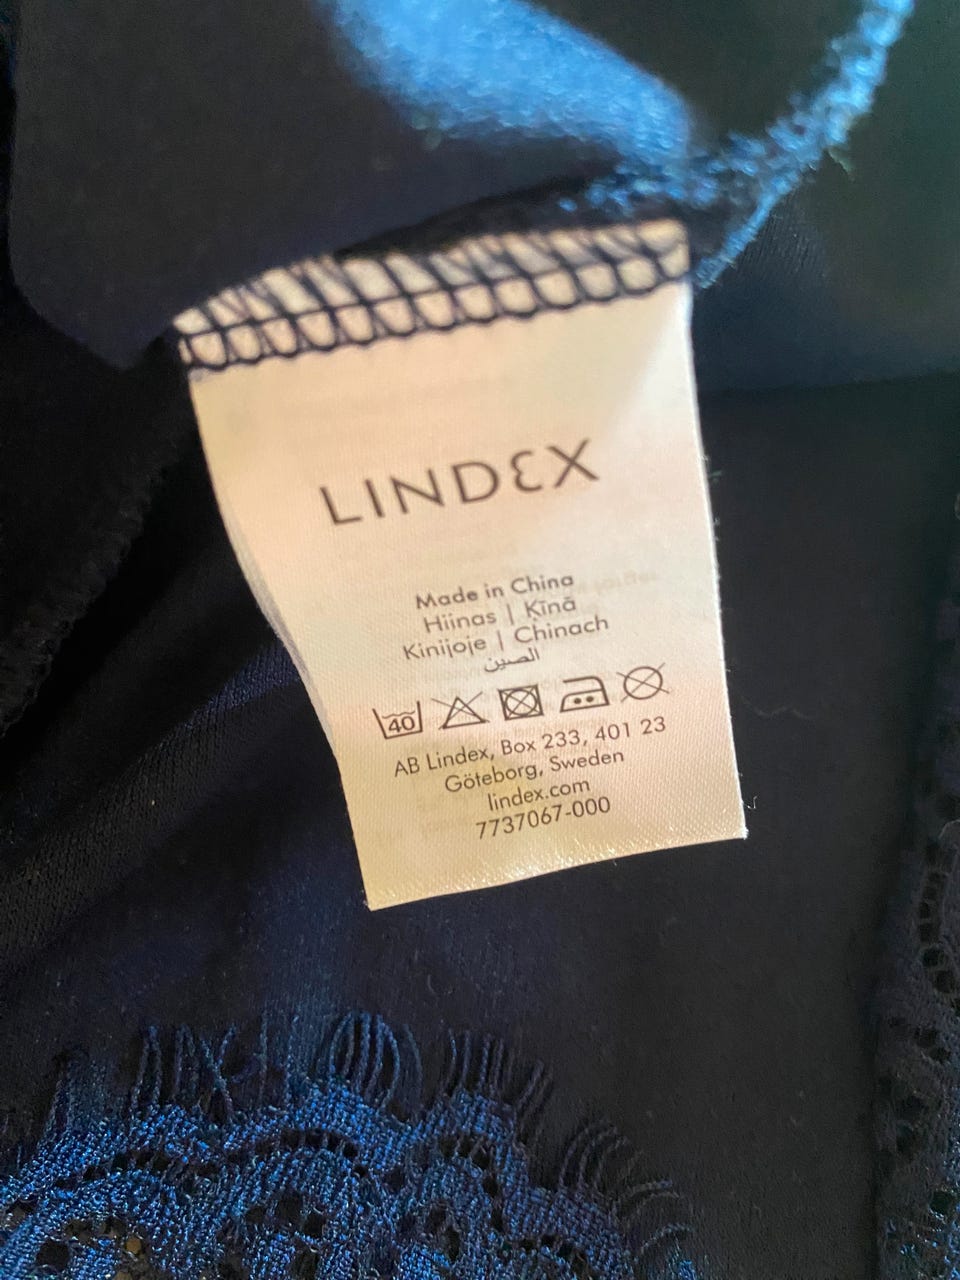 LINDEX
Made in China
Hiinas | Ķīnā
Kinijoje | Chinach
الصين
40
AB Lindex, Box 233, 401 23
Göteborg, Sweden
lindex.com
7737067-000